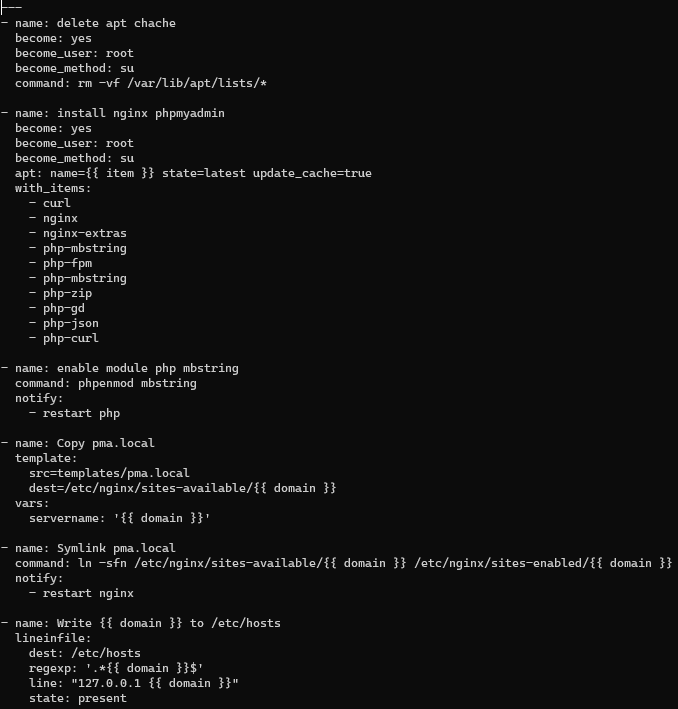 ---
- name: delete apt chache
  become: yes
  become_user: root
  become_method: su
  command: rm -vf /var/lib/apt/lists/*

- name: install nginx phpmyadmin
  become: yes
  become_user: root
  become_method: su
  apt: name={{ item }} state=latest update_cache=true
  with_items:
    - curl
    - nginx
    - nginx-extras
    - php-mbstring
    - php-fpm
    - php-mbstring
    - php-zip
    - php-gd
    - php-json
    - php-curl

- name: enable module php mbstring
  command: phpenmod mbstring
  notify:
    - restart php

- name: Copy pma.local
  template:
    src=templates/pma.local
    dest=/etc/nginx/sites-available/{{ domain }}
  vars:
    servername: '{{ domain }}'

- name: Symlink pma.local
  command: ln -sfn /etc/nginx/sites-available/{{ domain }} /etc/nginx/sites-enabled/{{ domain }}
  notify:
    - restart nginx

- name: Write {{ domain }} to /etc/hosts
  lineinfile:
    dest: /etc/hosts
    regexp: '.*{{ domain }}$'
    line: "127.0.0.1 {{ domain }}"
    state: present